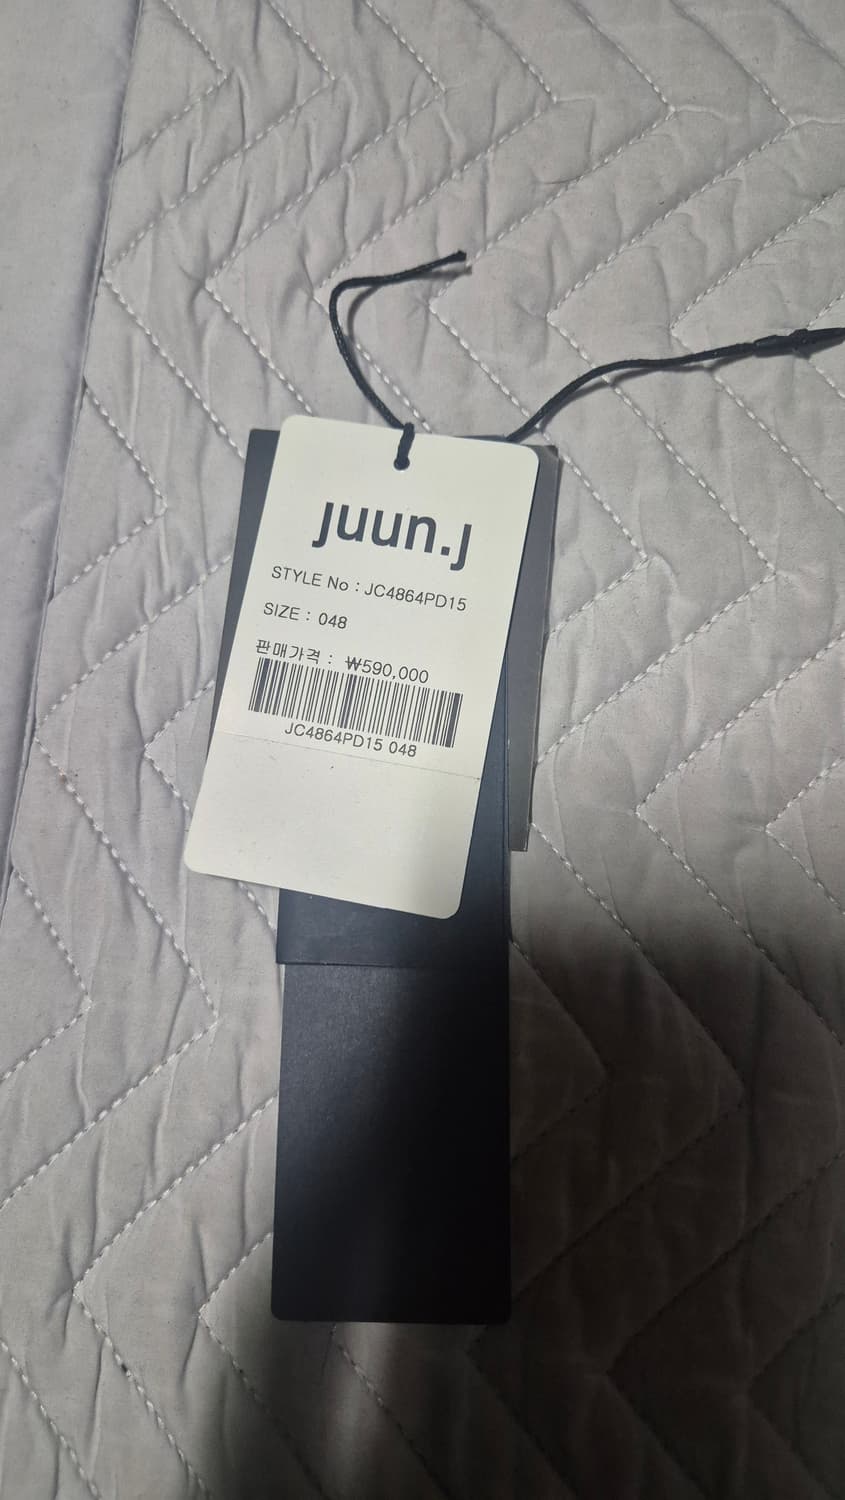 juun.j
STYLE No : JC4864PD15
SIZE : 048
판매가격 : ₩590,000
JC4864PD15 048